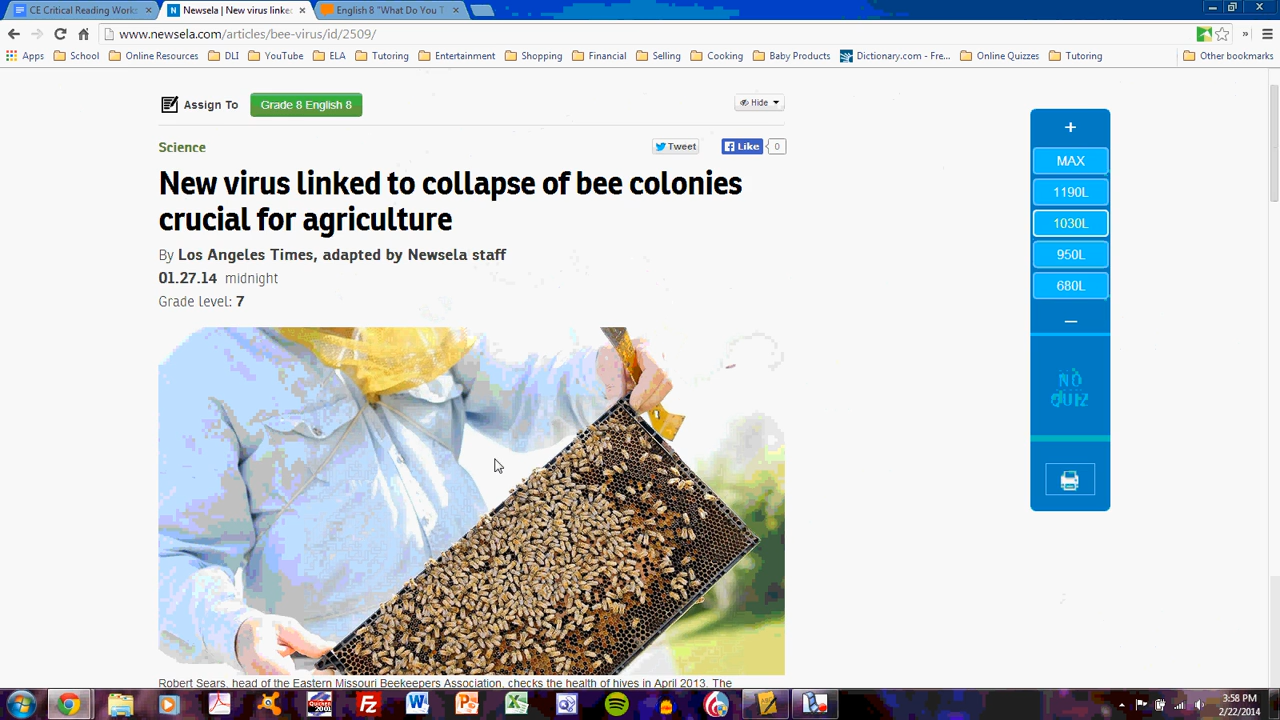 CE Critical Reading Works
Newsela | New virus linked
English 8 "What Do You T
www.newsela.com/articles/bee-virus/id/2509/
Apps School Online Resources DLI YouTube ELA Tutoring Entertainment Shopping Financial Selling Cooking Baby Products Dictionary.com - Fre... Online Quizzes Tutoring Other bookmarks
Assign To Grade 8 English 8 Hide
Science Tweet Like 0
New virus linked to collapse of bee colonies
crucial for agriculture
By Los Angeles Times, adapted by Newsela staff
01.27.14 midnight
Grade level: 7
+
MAX
1190L
1030L
950L
680L
–
NO
QUIZ
Robert Sears, head of the Eastern Missouri Beekeepers Association, checks the health of hives in April 2013. The
3:58 PM
2/22/2014